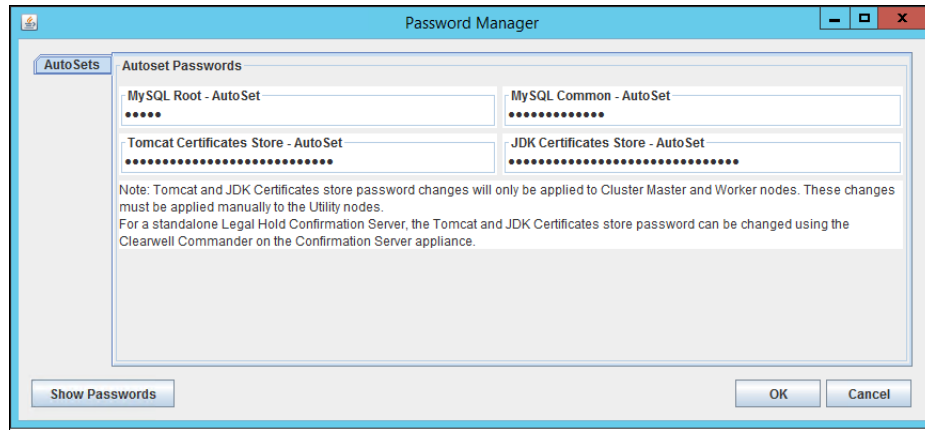 Password Manager
AutoSets
Autoset Passwords
MySQL Root - AutoSet
•••••
MySQL Common - AutoSet
•••••••••••••
Tomcat Certificates Store - AutoSet
•••••••••••••••••••••••••••••
JDK Certificates Store - AutoSet
••••••••••••••••••••••••••••••••
Note: Tomcat and JDK Certificates store password changes will only be applied to Cluster Master and Worker nodes. These changes
must be applied manually to the Utility nodes.
For a standalone Legal Hold Confirmation Server, the Tomcat and JDK Certificates store password can be changed using the
Clearwell Commander on the Confirmation Server appliance.
Show Passwords
OK
Cancel